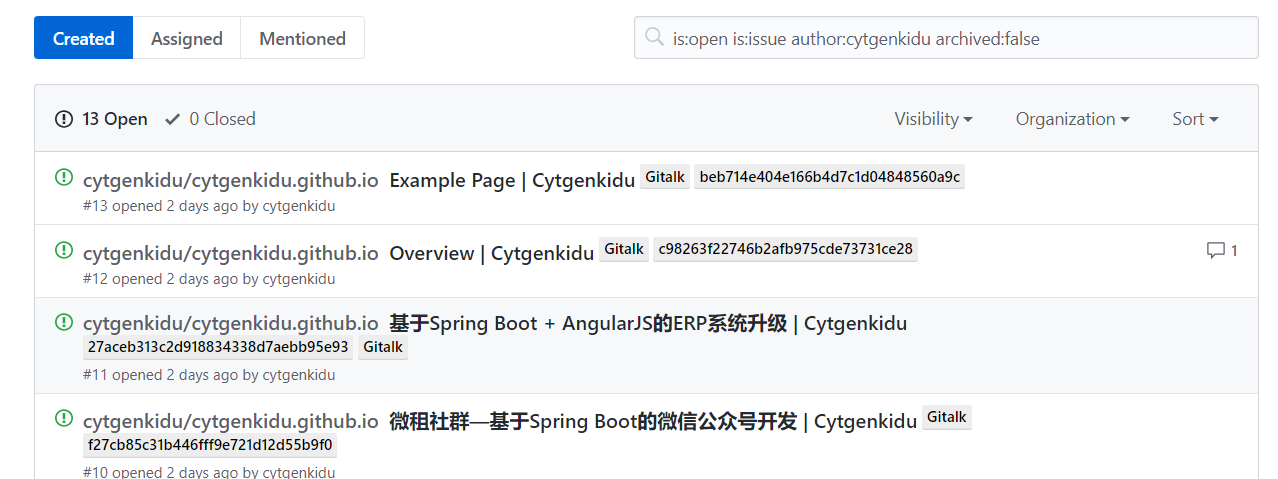 Created Assigned Mentioned is:open is:issue author:cytgenkidu archived:false
13 Open 0 Closed Visibility Organization Sort
cytgenkidu/cytgenkidu.github.io Example Page | Cytgenkidu Gitalk beb714e404e166b4d7c1d04848560a9c
#13 opened 2 days ago by cytgenkidu
cytgenkidu/cytgenkidu.github.io Overview | Cytgenkidu Gitalk c98263f22746b2afb975cde73731ce28 1
#12 opened 2 days ago by cytgenkidu
cytgenkidu/cytgenkidu.github.io 基于Spring Boot + AngularJS的ERP系统升级 | Cytgenkidu
27aceb313c2d918834338d7aebb95e93 Gitalk
#11 opened 2 days ago by cytgenkidu
cytgenkidu/cytgenkidu.github.io 微租社群—基于Spring Boot的微信公众号开发 | Cytgenkidu Gitalk
f27cb85c31b446fff9e721d12d55b9f0
#10 opened 2 days ago by cytgenkidu